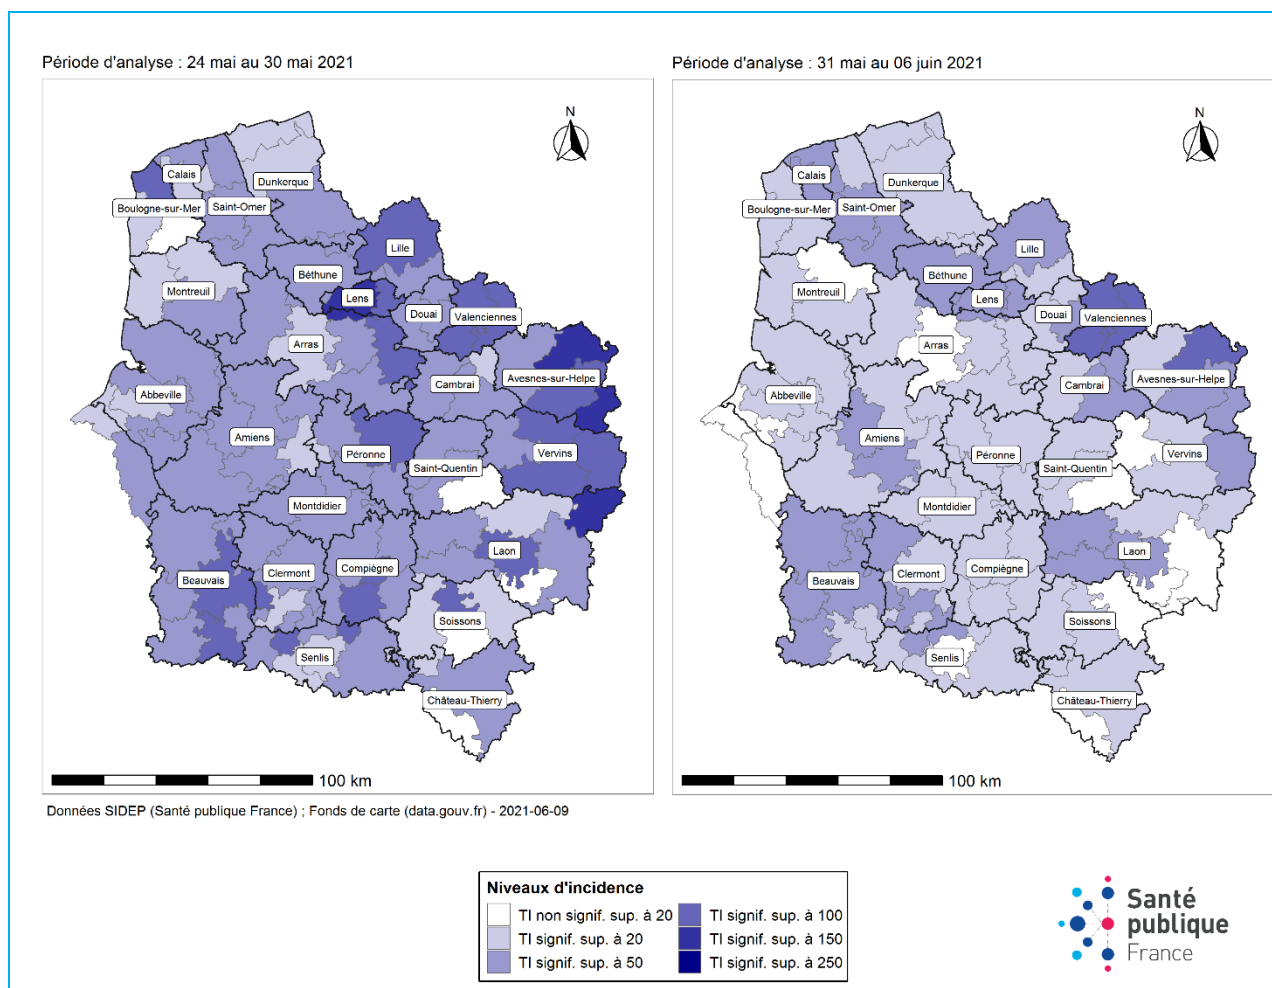 Période d'analyse : 24 mai au 30 mai 2021
N
Calais
Dunkerque
Boulogne-sur-Mer
Saint-Omer
Lille
Béthune
Montreuil
Lens
Douai
Valenciennes
Arras
Avesnes-sur-Helpe
Cambrai
Abbeville
Amiens
Péronne
Vervins
Saint-Quentin
Montdidier
Laon
Beauvais
Clermont
Compiègne
Soissons
Senlis
Château-Thierry
100 km
Période d'analyse : 31 mai au 06 juin 2021
N
Calais
Dunkerque
Boulogne-sur-Mer
Saint-Omer
Lille
Béthune
Montreuil
Lens
Douai
Valenciennes
Arras
Avesnes-sur-Helpe
Cambrai
Abbeville
Amiens
Péronne
Vervins
Saint-Quentin
Montdidier
Laon
Beauvais
Clermont
Compiègne
Soissons
Senlis
Château-Thierry
100 km
Données SIDEP (Santé publique France) ; Fonds de carte (data.gouv.fr) - 2021-06-09
Niveaux d'incidence
TI non signif. sup. à 20
TI signif. sup. à 20
TI signif. sup. à 50
TI signif. sup. à 100
TI signif. sup. à 150
TI signif. sup. à 250
Santé
publique
France